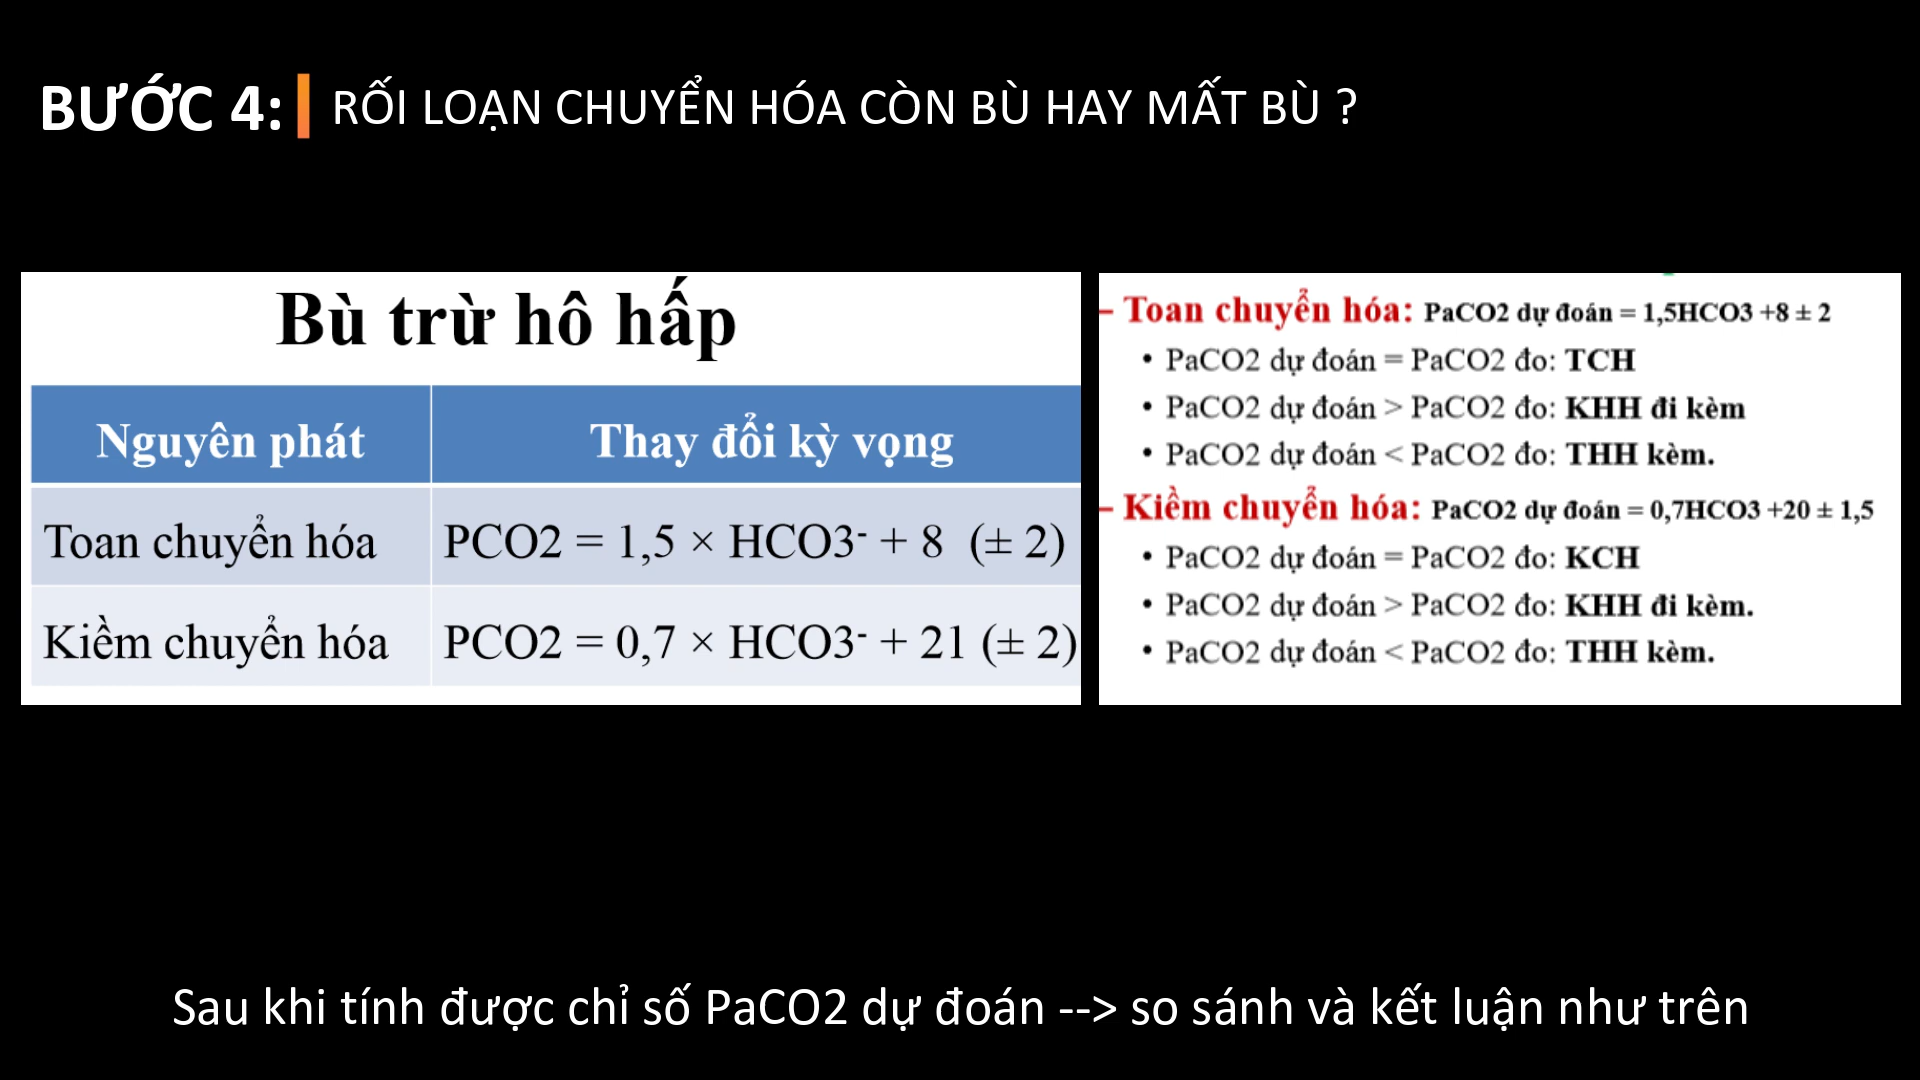 BƯỚC 4: RỐI LOẠN CHUYỂN HÓA CÒN BÙ HAY MẤT BÙ ?
Bù trừ hô hấp
Nguyên phát Thay đổi kỳ vọng
Toan chuyển hóa PCO2 = 1,5 × HCO3⁻ + 8 (± 2)
Kiềm chuyển hóa PCO2 = 0,7 × HCO3⁻ + 21 (± 2)
– Toan chuyển hóa: PaCO2 dự đoán = 1,5HCO3 +8 ± 2
• PaCO2 dự đoán = PaCO2 đo: TCH
• PaCO2 dự đoán > PaCO2 đo: KHH đi kèm
• PaCO2 dự đoán < PaCO2 đo: THH kèm.
– Kiềm chuyển hóa: PaCO2 dự đoán = 0,7HCO3 +20 ± 1,5
• PaCO2 dự đoán = PaCO2 đo: KCH
• PaCO2 dự đoán > PaCO2 đo: KHH đi kèm.
• PaCO2 dự đoán < PaCO2 đo: THH kèm.
Sau khi tính được chỉ số PaCO2 dự đoán --> so sánh và kết luận như trên